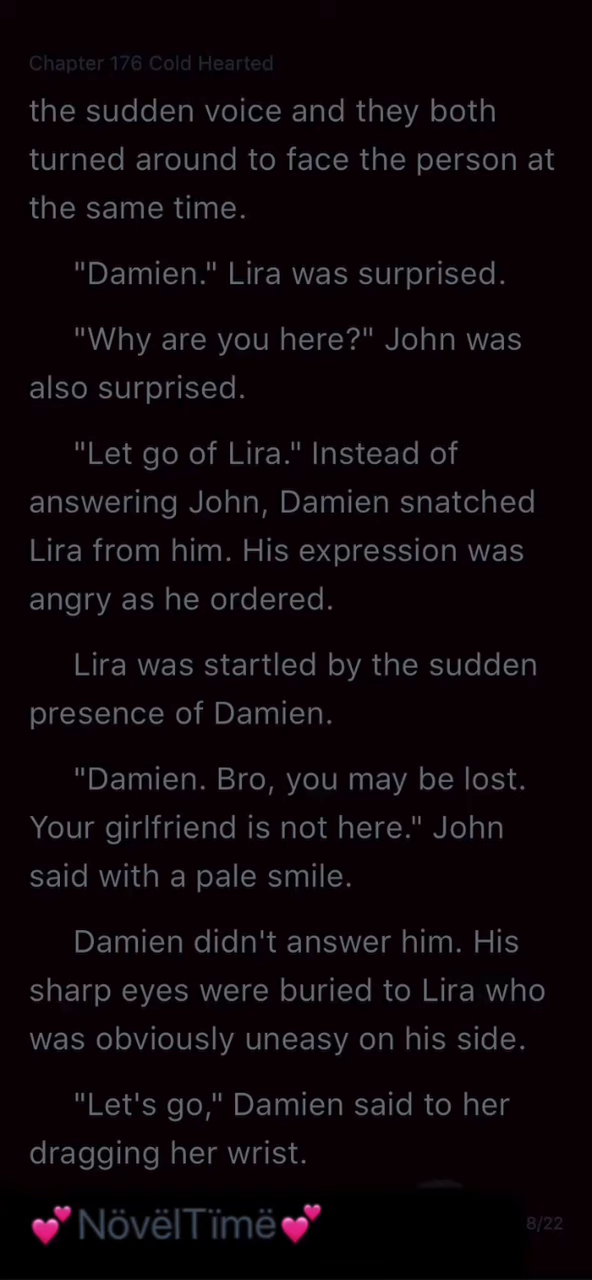 Chapter 176 Cold Hearted
the sudden voice and they both
turned around to face the person at
the same time.
"Damien." Lira was surprised.
"Why are you here?" John was
also surprised.
"Let go of Lira." Instead of
answering John, Damien snatched
Lira from him. His expression was
angry as he ordered.
Lira was startled by the sudden
presence of Damien.
"Damien. Bro, you may be lost.
Your girlfriend is not here." John
said with a pale smile.
Damien didn't answer him. His
sharp eyes were buried to Lira who
was obviously uneasy on his side.
"Let's go," Damien said to her
dragging her wrist.
💕NövëlTïmë💕
8/22